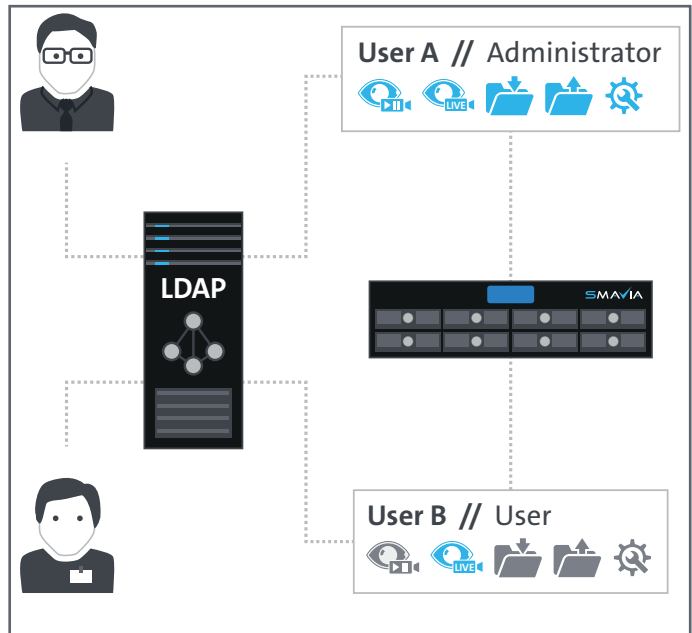 User A // Administrator
LIVE
LDAP
SMAVIA
User B // User
LIVE